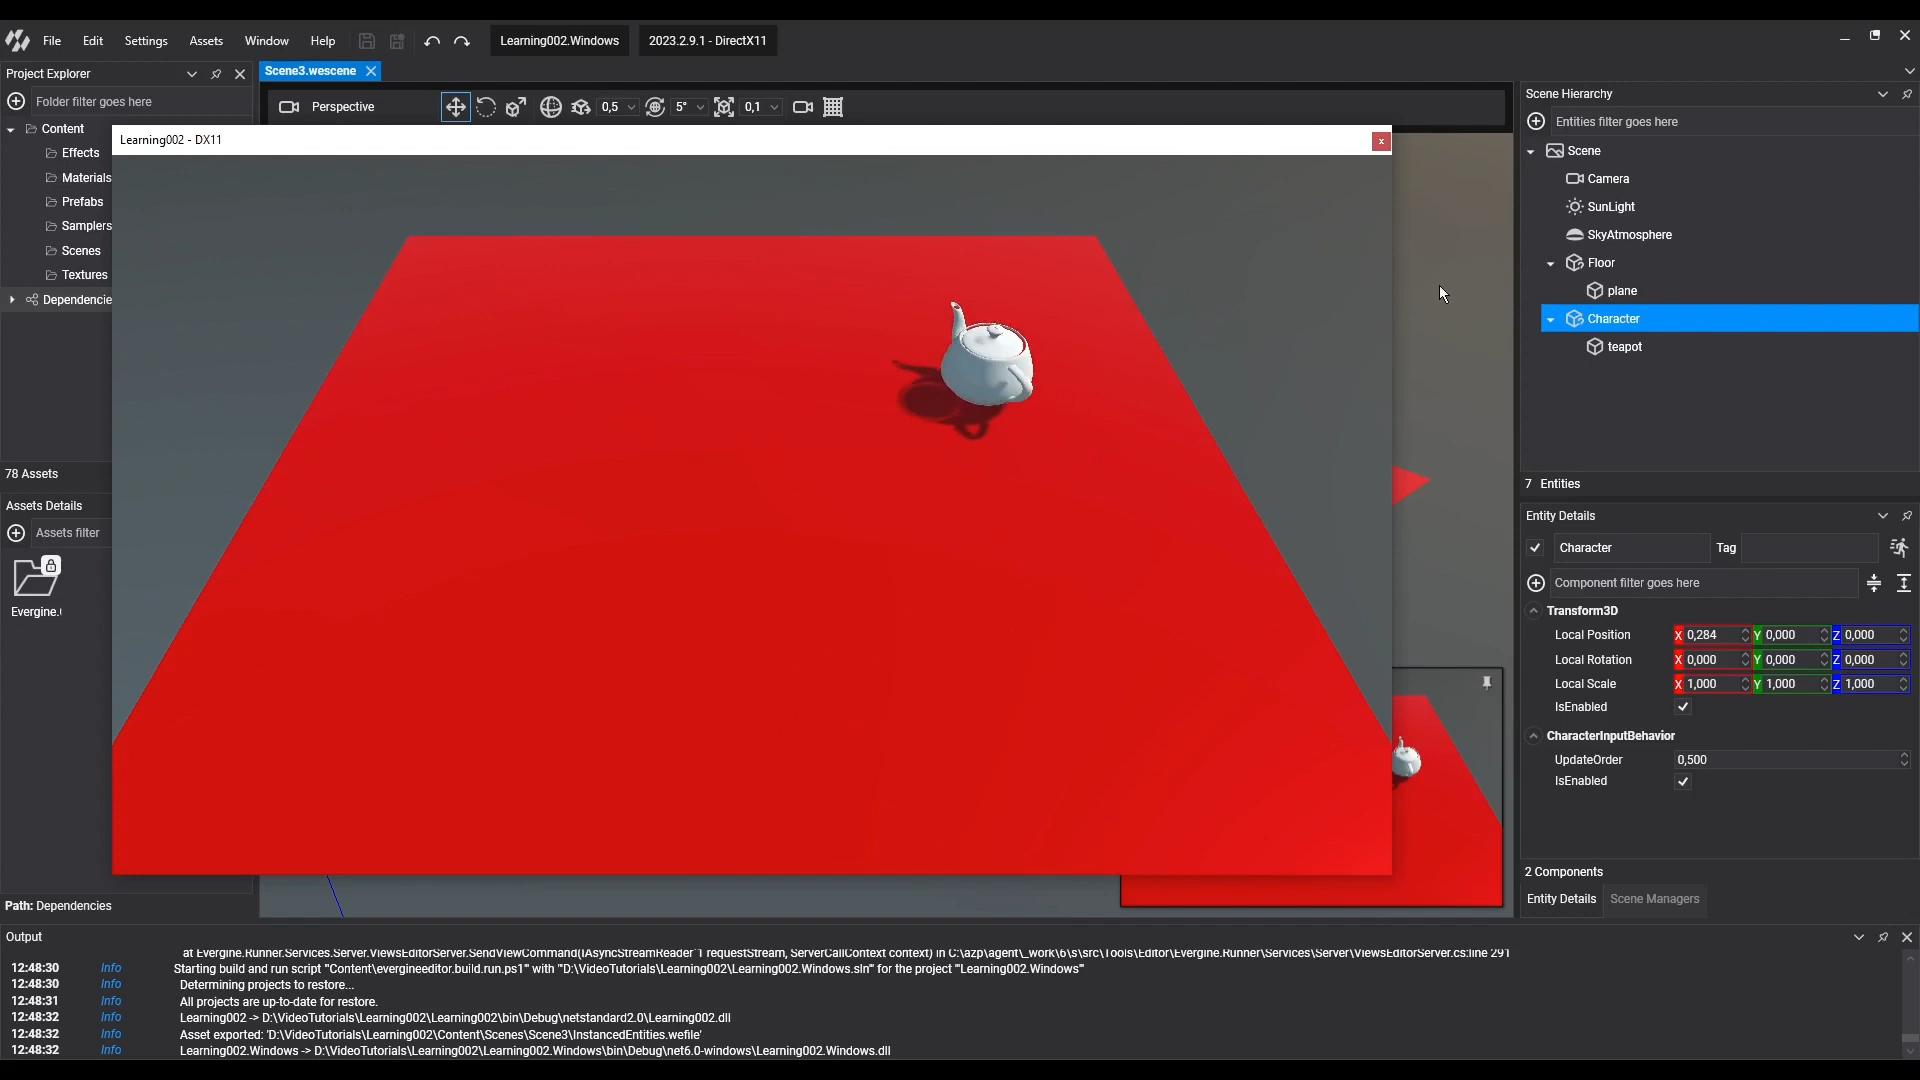 File Edit Settings Assets Window Help Learning002.Windows 2023.2.9.1 - DirectX11
Project Explorer
Folder filter goes here
Content
Effects
Materials
Prefabs
Samplers
Scenes
Textures
Dependencie
78 Assets
Assets Details
Assets filter
Evergine.
Path: Dependencies
Scene3.wescene
Perspective 0,5 5° 0,1
Learning002 - DX11
x
Scene Hierarchy
Entities filter goes here
Scene
Camera
SunLight
SkyAtmosphere
Floor
plane
Character
teapot
7 Entities
Entity Details
Character Tag
Component filter goes here
Transform3D
Local Position X 0,284 Y 0,000 Z 0,000
Local Rotation X 0,000 Y 0,000 Z 0,000
Local Scale X 1,000 Y 1,000 Z 1,000
IsEnabled
CharacterInputBehavior
UpdateOrder 0,500
IsEnabled
2 Components
Entity Details Scene Managers
Output
at Evergine.Runner.Services.Server.ViewsEditorServer.SendViewCommand(IAsyncStreamReader`1 requestStream, ServerCallContext context) in C:\azp\agent\_work\6\s\src\Tools\Editor\Evergine.Runner\Services\Server\ViewsEditorServer.cs:line 291
12:48:30 Info Starting build and run script "Content\evergineeditor.build.run.ps1" with "D:\VideoTutorials\Learning002\Learning002.Windows.sln" for the project "Learning002.Windows"
12:48:30 Info Determining projects to restore...
12:48:31 Info All projects are up-to-date for restore.
12:48:32 Info Learning002 -> D:\VideoTutorials\Learning002\Learning002\bin\Debug\netstandard2.0\Learning002.dll
12:48:32 Info Asset exported: 'D:\VideoTutorials\Learning002\Content\Scenes\Scene3\InstancedEntities.wefile'
12:48:32 Info Learning002.Windows -> D:\VideoTutorials\Learning002\Learning002.Windows\bin\Debug\net6.0-windows\Learning002.Windows.dll